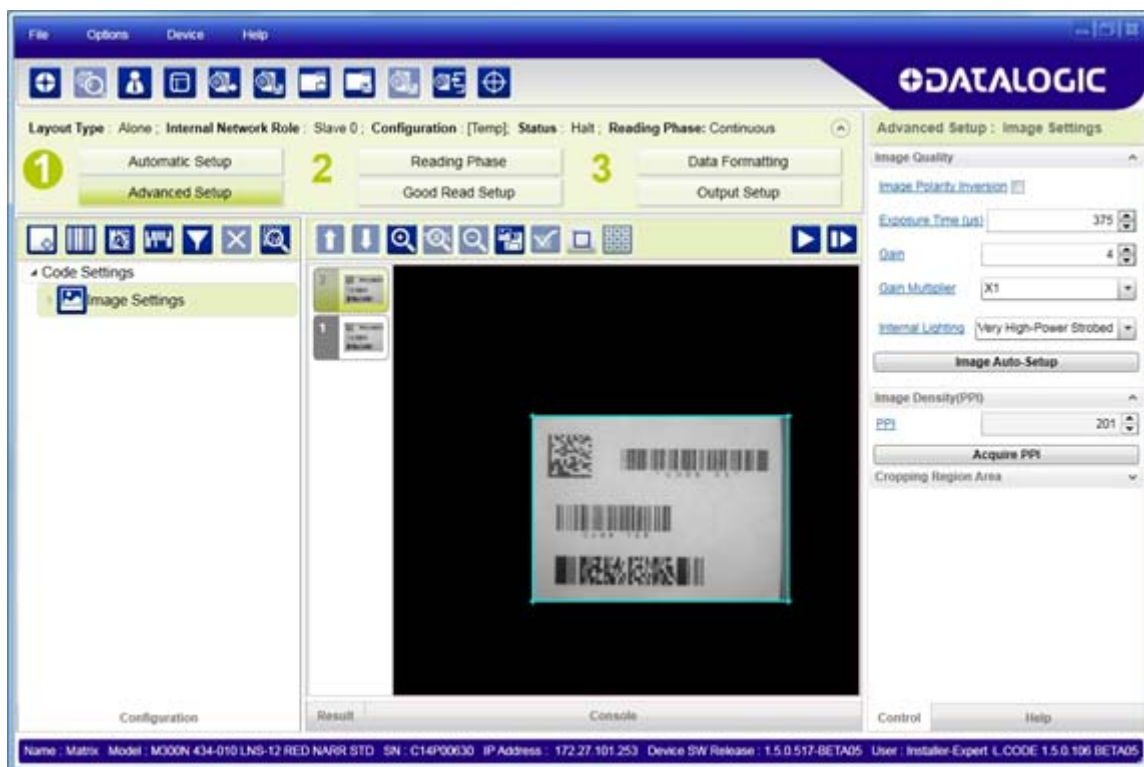 File Options Device Help
DATALOGIC
Layout Type : Alone ; Internal Network Role : Slave 0 ; Configuration : [Temp]; Status : Halt ; Reading Phase: Continuous
1 Automatic Setup 2 Reading Phase 3 Data Formatting
Advanced Setup Good Read Setup Output Setup
Advanced Setup : Image Settings
Image Quality
Image Polarity Inversion
Exposure Time (us) 375
Gain 4
Gain Multiplier X1
Internal Lighting Very High-Power Strobed
Image Auto-Setup
Image Density(PPI)
PPI 201
Acquire PPI
Cropping Region Area
Code Settings
Image Settings
2
1
Configuration
Result Console
Control Help
Name : Matrix Model : M300N 434-010 LNS-12 RED NARR STD SN : C14P00630 IP Address : 172.27.101.253 Device SW Release : 1.5.0.517-BETA05 User : Installer-Expert L.CODE 1.5.0.106 BETA05